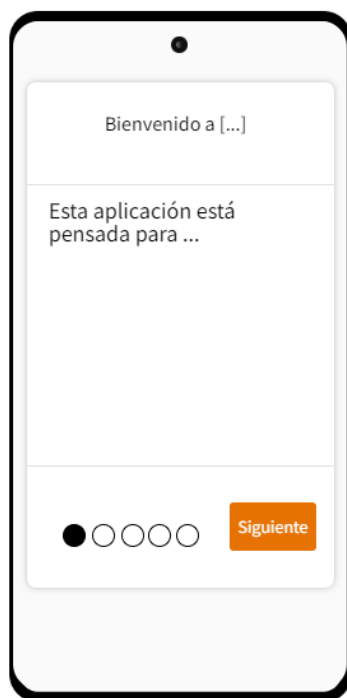 Bienvenido a [...]
Esta aplicación está
pensada para ...
Siguiente